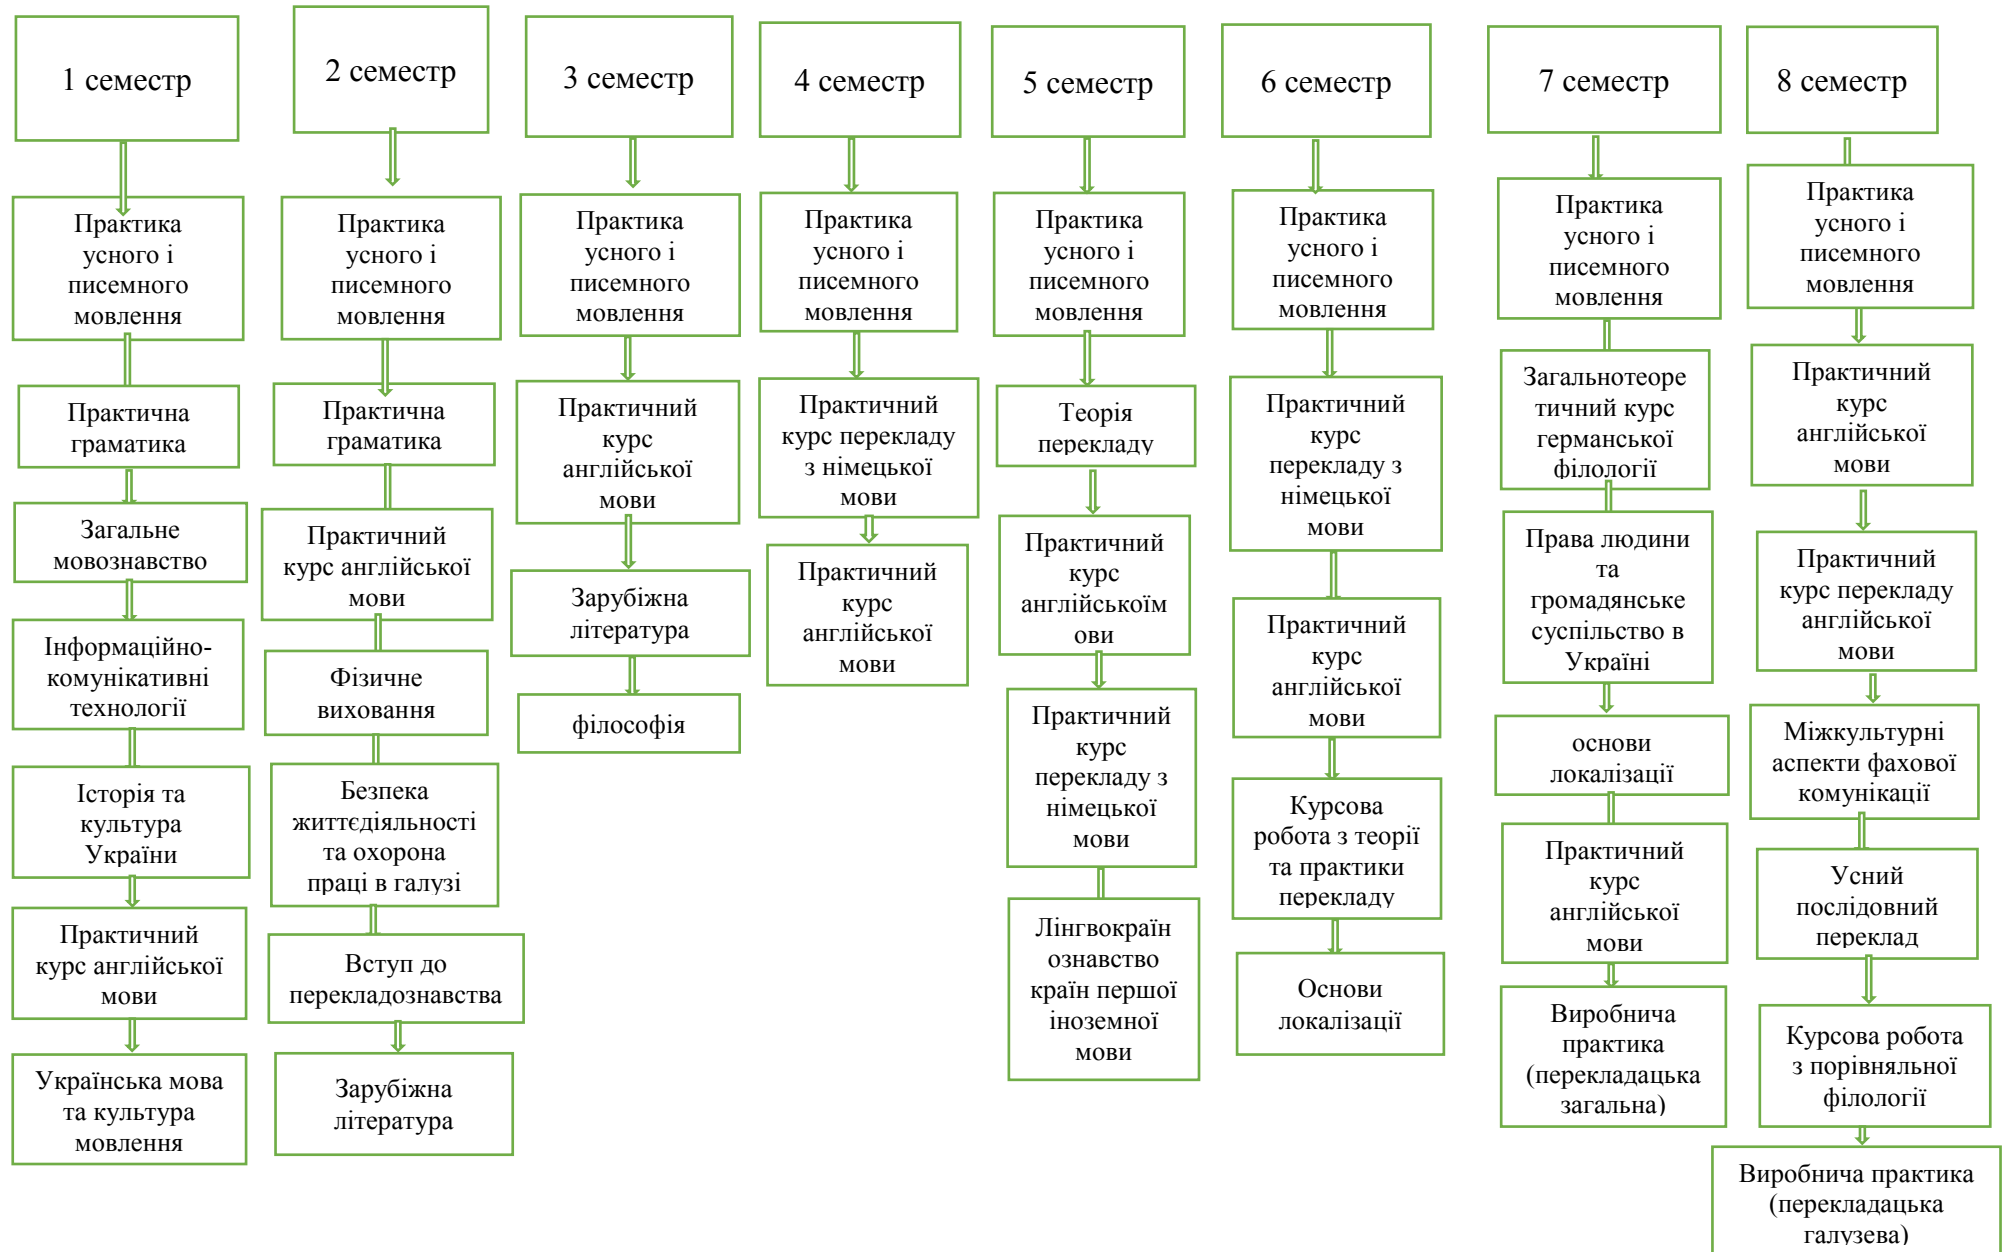 1 семестр
Практика
усного і
писемного
мовлення
Практична
граматика
Загальне
мовознавство
Інформаційно-
комунікативні
технології
Історія та
культура
України
Практичний
курс англійської
мови
Українська мова
та культура
мовлення
2 семестр
Практика
усного і
писемного
мовлення
Практична
граматика
Практичний
курс англійської
мови
Фізичне
виховання
Безпека
життєдіяльності
та охорона
праці в галузі
Вступ до
перекладознавства
Зарубіжна
література
3 семестр
Практика
усного і
писемного
мовлення
Практичний
курс
англійської
мови
Зарубіжна
література
філософія
4 семестр
Практика
усного і
писемного
мовлення
Практичний
курс перекладу
з німецької
мови
Практичний
курс
англійської
мови
5 семестр
Практика
усного і
писемного
мовлення
Теорія
перекладу
Практичний
курс
англійськоїм
ови
Практичний
курс
перекладу з
німецької
мови
Лінгвокраїн
ознавство
країн першої
іноземної
мови
6 семестр
Практика
усного і
писемного
мовлення
Практичний
курс
перекладу з
німецької
мови
Практичний
курс
англійської
мови
Курсова
робота з теорії
та практики
перекладу
Основи
локалізації
7 семестр
Практика
усного і
писемного
мовлення
Загальнотеоре
тичний курс
германської
філології
Права людини
та
громадянське
суспільство в
Україні
основи
локалізації
Практичний
курс
англійської
мови
Виробнича
практика
(перекладацька
загальна)
8 семестр
Практика
усного і
писемного
мовлення
Практичний
курс
англійської
мови
Практичний
курс перекладу
англійської
мови
Міжкультурні
аспекти фахової
комунікації
Усний
послідовний
переклад
Курсова робота
з порівняльної
філології
Виробнича практика
(перекладацька
галузева)